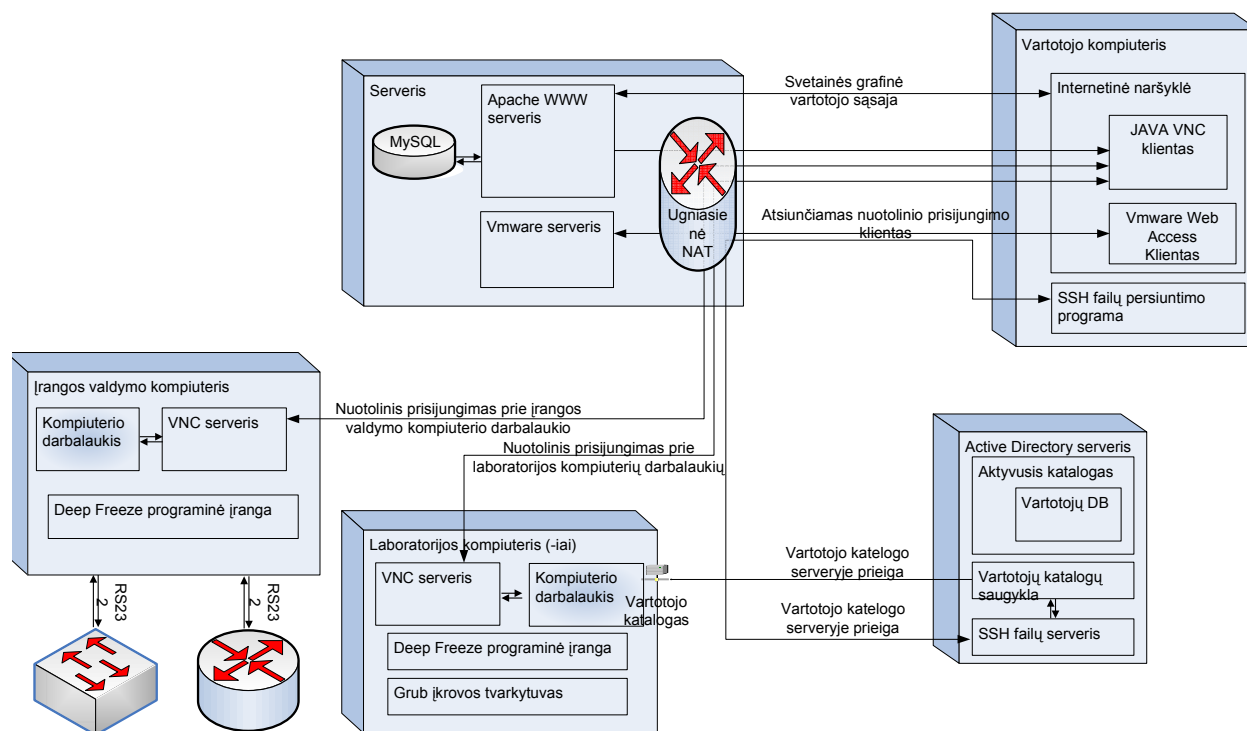 Serveris
Apache WWW
serveris
MySQL
Vmware serveris
Ugniasie
nė
NAT
Svetainės grafinė
vartotojo sąsaja
Atsiunčiamas nuotolinio prisijungimo
klientas
Vartotojo kompiuteris
Internetinė naršyklė
JAVA VNC
klientas
Vmware Web
Access
Klientas
SSH failų persiuntimo
programa
Įrangos valdymo kompiuteris
Kompiuterio
darbalaukis
VNC serveris
Deep Freeze programinė įranga
RS23
2
RS23
2
Nuotolinis prisijungimas prie įrangos
valdymo kompiuterio darbalaukio
Nuotolinis prisijungimas prie
laboratorijos kompiuterių darbalaukių
Laboratorijos kompiuteris (-iai)
VNC serveris
Kompiuterio
darbalaukis
Vartotojo
katalogas
Deep Freeze programinė įranga
Grub įkrovos tvarkytuvas
Vartotojo katelogo
serveryje prieiga
Vartotojo katelogo
serveryje prieiga
Active Directory serveris
Aktyvusis katalogas
Vartotojų DB
Vartotojų katalogų
saugykla
SSH failų serveris